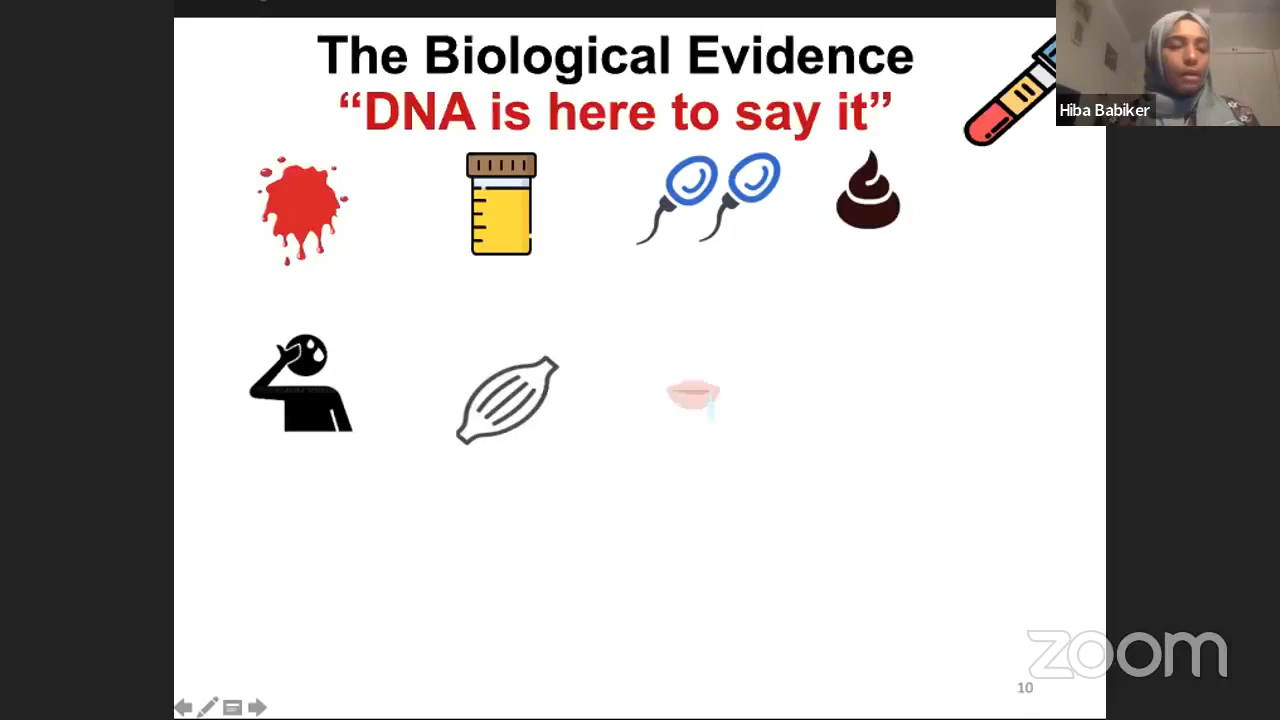 The Biological Evidence
“DNA is here to say it”
Hiba Babiker
zoom
10